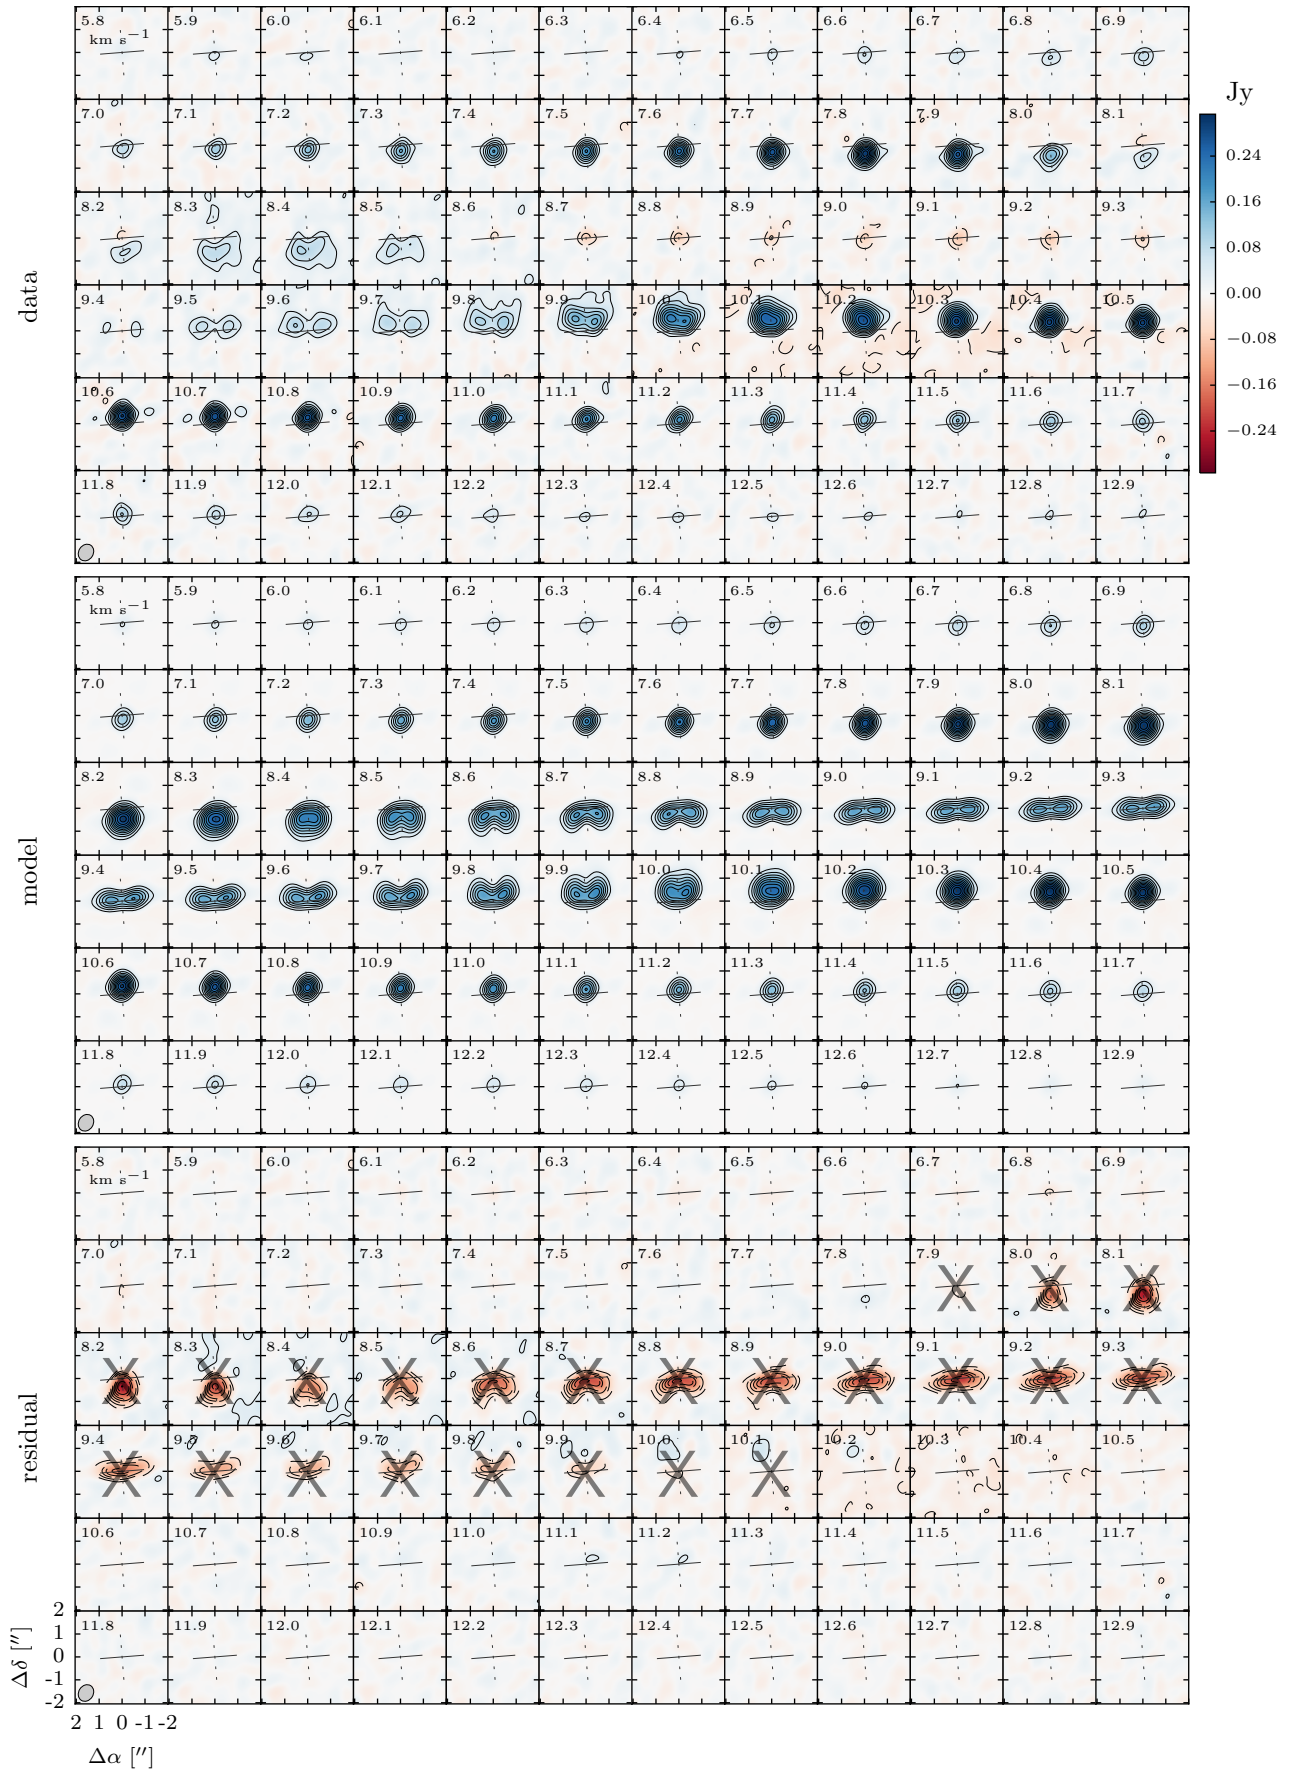 5.8 5.9 6.0 6.1 6.2 6.3 6.4 6.5 6.6 6.7 6.8 6.9
km s−1
Jy
7.0 7.1 7.2 7.3 7.4 7.5 7.6 7.7 7.8 7.9 8.0 8.1
0.24
0.16
8.2 8.3 8.4 8.5 8.6 8.7 8.8 8.9 9.0 9.1 9.2 9.3
0.08
data
0.00
9.4 9.5 9.6 9.7 9.8 9.9 10.0 10.1 10.2 10.3 10.4 10.5
−0.08
−0.16
10.6 10.7 10.8 10.9 11.0 11.1 11.2 11.3 11.4 11.5 11.6 11.7
−0.24
11.8 11.9 12.0 12.1 12.2 12.3 12.4 12.5 12.6 12.7 12.8 12.9
5.8 5.9 6.0 6.1 6.2 6.3 6.4 6.5 6.6 6.7 6.8 6.9
km s−1
7.0 7.1 7.2 7.3 7.4 7.5 7.6 7.7 7.8 7.9 8.0 8.1
8.2 8.3 8.4 8.5 8.6 8.7 8.8 8.9 9.0 9.1 9.2 9.3
model
9.4 9.5 9.6 9.7 9.8 9.9 10.0 10.1 10.2 10.3 10.4 10.5
10.6 10.7 10.8 10.9 11.0 11.1 11.2 11.3 11.4 11.5 11.6 11.7
11.8 11.9 12.0 12.1 12.2 12.3 12.4 12.5 12.6 12.7 12.8 12.9
5.8 5.9 6.0 6.1 6.2 6.3 6.4 6.5 6.6 6.7 6.8 6.9
km s−1
7.0 7.1 7.2 7.3 7.4 7.5 7.6 7.7 7.8 7.9 8.0 8.1
8.2 8.3 8.4 8.5 8.6 8.7 8.8 8.9 9.0 9.1 9.2 9.3
residual
9.4 9.5 9.6 9.7 9.8 9.9 10.0 10.1 10.2 10.3 10.4 10.5
10.6 10.7 10.8 10.9 11.0 11.1 11.2 11.3 11.4 11.5 11.6 11.7
11.8 11.9 12.0 12.1 12.2 12.3 12.4 12.5 12.6 12.7 12.8 12.9
2
1
0
-1
-2
Δδ [″]
2 1 0 -1 -2
Δα [″]